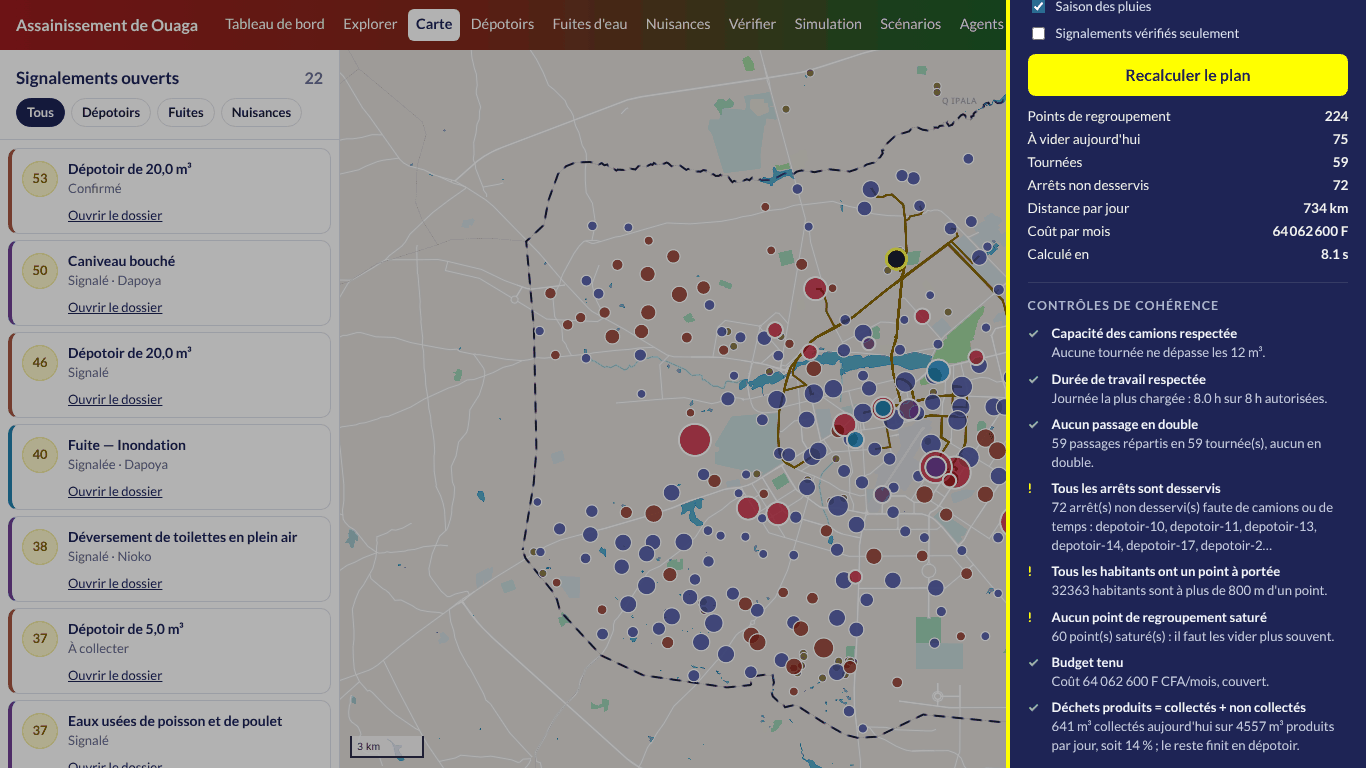 Assainissement de Ouaga
Tableau de bord
Explorer
Carte
Dépotoirs
Fuites d'eau
Nuisances
Vérifier
Simulation
Scénarios
Agents
Signalements ouverts
22
Tous
Dépotoirs
Fuites
Nuisances
53
Dépotoir de 20,0 m³
Confirmé
Ouvrir le dossier
50
Caniveau bouché
Signalé · Dapoya
Ouvrir le dossier
46
Dépotoir de 20,0 m³
Signalé
Ouvrir le dossier
40
Fuite — Inondation
Signalée · Dapoya
Ouvrir le dossier
38
Déversement de toilettes en plein air
Signalé · Nioko
Ouvrir le dossier
37
Dépotoir de 5,0 m³
À collecter
Ouvrir le dossier
37
Eaux usées de poisson et de poulet
Signalé
Ouvrir le dossier
Q IPALA
3 km
Saison des pluies
Signalements vérifiés seulement
Recalculer le plan
Points de regroupement 224
À vider aujourd'hui 75
Tournées 59
Arrêts non desservis 72
Distance par jour 734 km
Coût par mois 64 062 600 F
Calculé en 8.1 s
CONTRÔLES DE COHÉRENCE
Capacité des camions respectée
Aucune tournée ne dépasse les 12 m³.
Durée de travail respectée
Journée la plus chargée : 8.0 h sur 8 h autorisées.
Aucun passage en double
59 passages répartis en 59 tournée(s), aucun en
double.
! Tous les arrêts sont desservis
72 arrêt(s) non desservi(s) faute de camions ou de
temps : depotoir-10, depotoir-11, depotoir-13,
depotoir-14, depotoir-17, depotoir-2…
! Tous les habitants ont un point à portée
32363 habitants sont à plus de 800 m d'un point.
! Aucun point de regroupement saturé
60 point(s) saturé(s) : il faut les vider plus souvent.
Budget tenu
Coût 64 062 600 F CFA/mois, couvert.
Déchets produits = collectés + non collectés
641 m³ collectés aujourd'hui sur 4557 m³ produits
par jour, soit 14 % ; le reste finit en dépotoir.